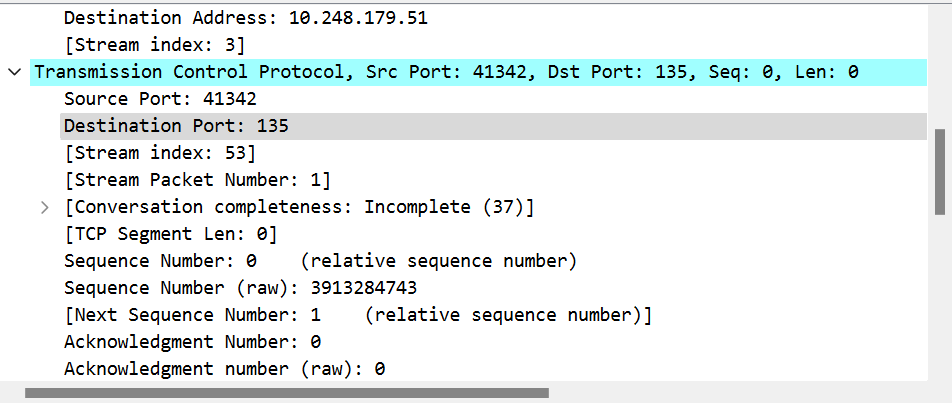 Destination Address: 10.248.179.51
[Stream index: 3]
Transmission Control Protocol, Src Port: 41342, Dst Port: 135, Seq: 0, Len: 0
Source Port: 41342
Destination Port: 135
[Stream index: 53]
[Stream Packet Number: 1]
[Conversation completeness: Incomplete (37)]
[TCP Segment Len: 0]
Sequence Number: 0    (relative sequence number)
Sequence Number (raw): 3913284743
[Next Sequence Number: 1    (relative sequence number)]
Acknowledgment Number: 0
Acknowledgment number (raw): 0